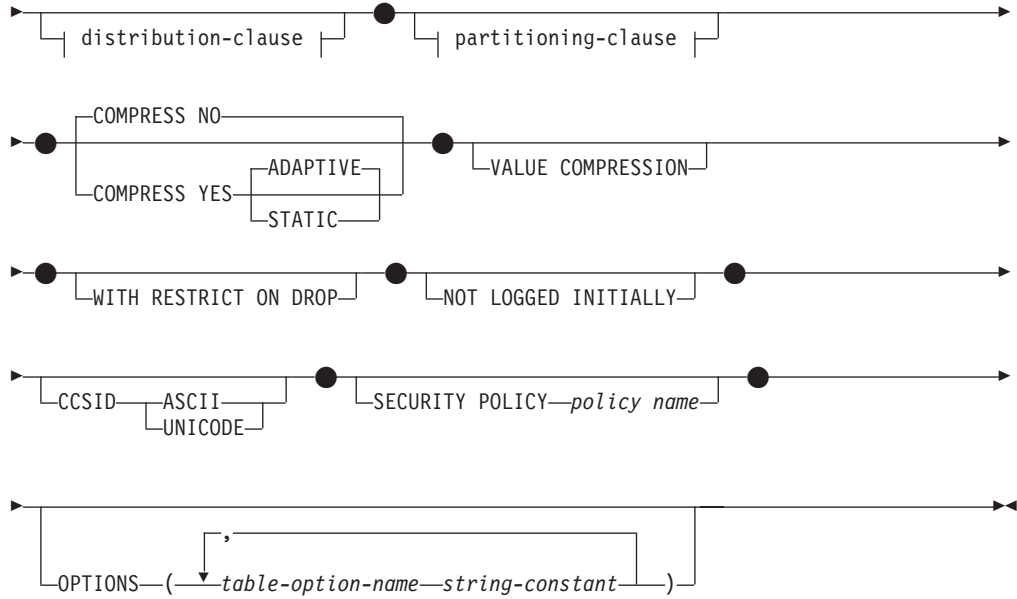 distribution-clause partitioning-clause
COMPRESS NO
ADAPTIVE VALUE COMPRESSION
COMPRESS YES
STATIC
WITH RESTRICT ON DROP NOT LOGGED INITIALLY
CCSID ASCII SECURITY POLICY policy name
UNICODE
,
OPTIONS ( table-option-name string-constant )